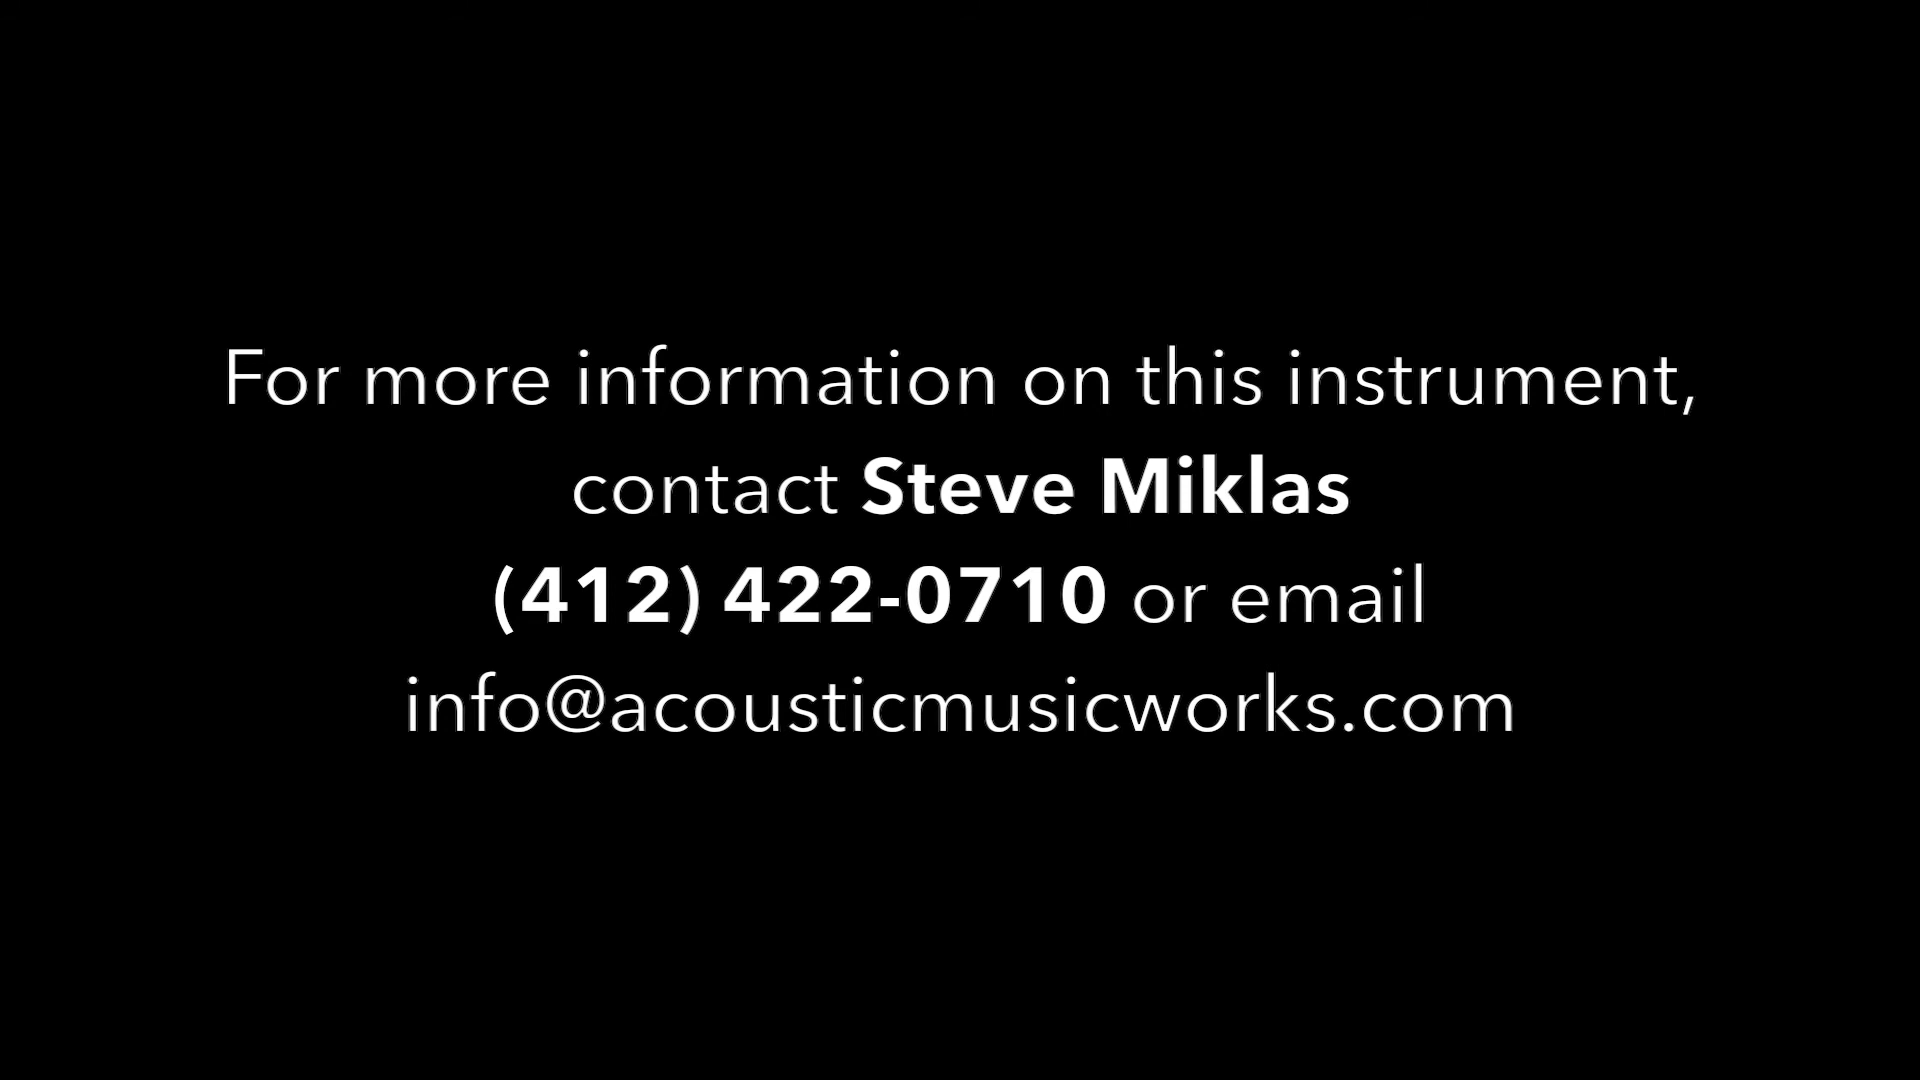 For more information on this instrument,
contact Steve Miklas
(412) 422-0710 or email
info@acousticmusicworks.com